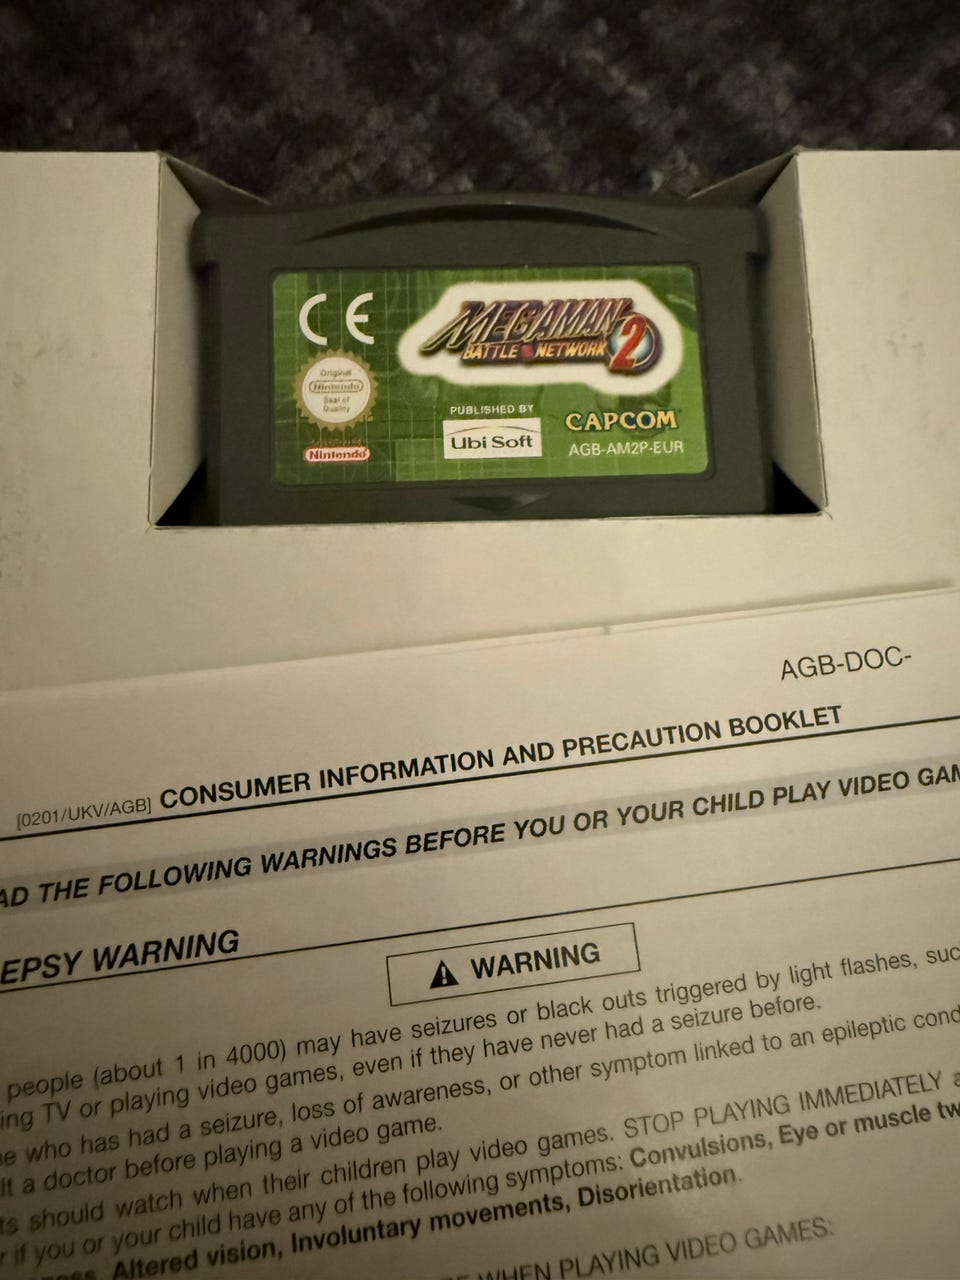 CE
MEGAMAN
BATTLE NETWORK 2
Original
Nintendo
Seal of
Quality
Nintendo
PUBLISHED BY
Ubi Soft
CAPCOM
AGB-AM2P-EUR
AGB-DOC-
[0201/UKV/AGB] CONSUMER INFORMATION AND PRECAUTION BOOKLET
AD THE FOLLOWING WARNINGS BEFORE YOU OR YOUR CHILD PLAY VIDEO GAM
EPSY WARNING
WARNING
people (about 1 in 4000) may have seizures or black outs triggered by light flashes, suc
ing TV or playing video games, even if they have never had a seizure before.
e who has had a seizure, loss of awareness, or other symptom linked to an epileptic cond
lt a doctor before playing a video game.
ts should watch when their children play video games. STOP PLAYING IMMEDIATELY a
r if you or your child have any of the following symptoms: Convulsions, Eye or muscle tw
ess, Altered vision, Involuntary movements, Disorientation.
WHEN PLAYING VIDEO GAMES: